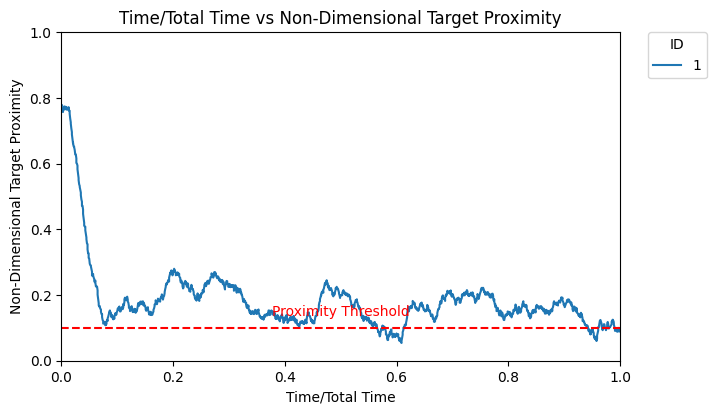 Time/Total Time vs Non-Dimensional Target Proximity
ID
1
Non-Dimensional Target Proximity
1.0
0.8
0.6
0.4
0.2
0.0
Proximity Threshold
0.0 0.2 0.4 0.6 0.8 1.0
Time/Total Time